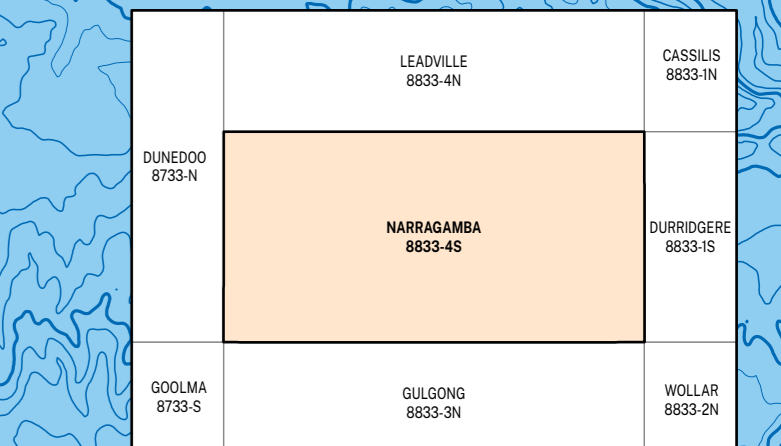 LEADVILLE
8833-4N
CASSILIS
8833-1N
DUNEDOO
8733-N
NARRAGAMBA
8833-4S
DURRIDGERE
8833-1S
GOOLMA
8733-S
GULGONG
8833-3N
WOLLAR
8833-2N